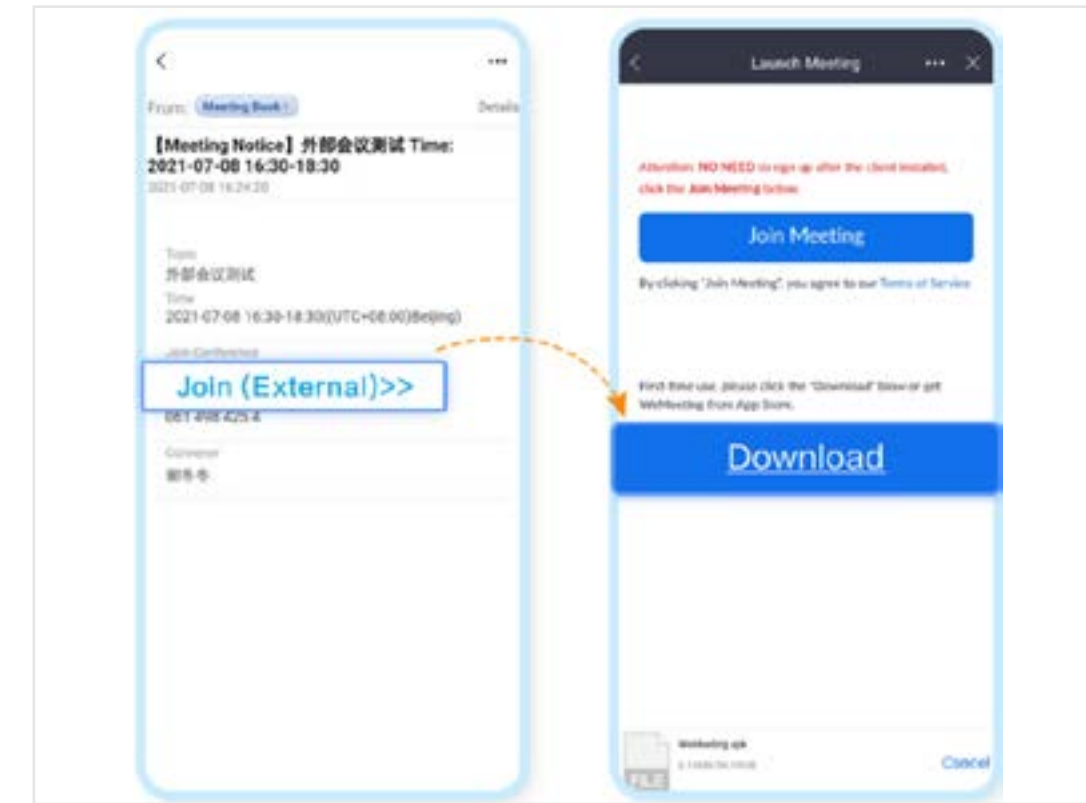 From: Meeting Book
Details
【Meeting Notice】外部会议测试 Time:
2021-07-08 16:30-18:30
2021-07-08 16:24:20
Topic
外部会议测试
Time
2021-07-08 16:30-18:30((UTC+08:00)Beijing)
Join Conference
Join (External)>>
Convener
Launch Meeting
Attention: NO NEED to sign up after the client installed,
click the Join Meeting below.
Join Meeting
By clicking "Join Meeting", you agree to our Terms of Service
First time use, please click the "Download" below or get
WeMeeting from App Store.
Download
WeMeeting.apk
Cancel